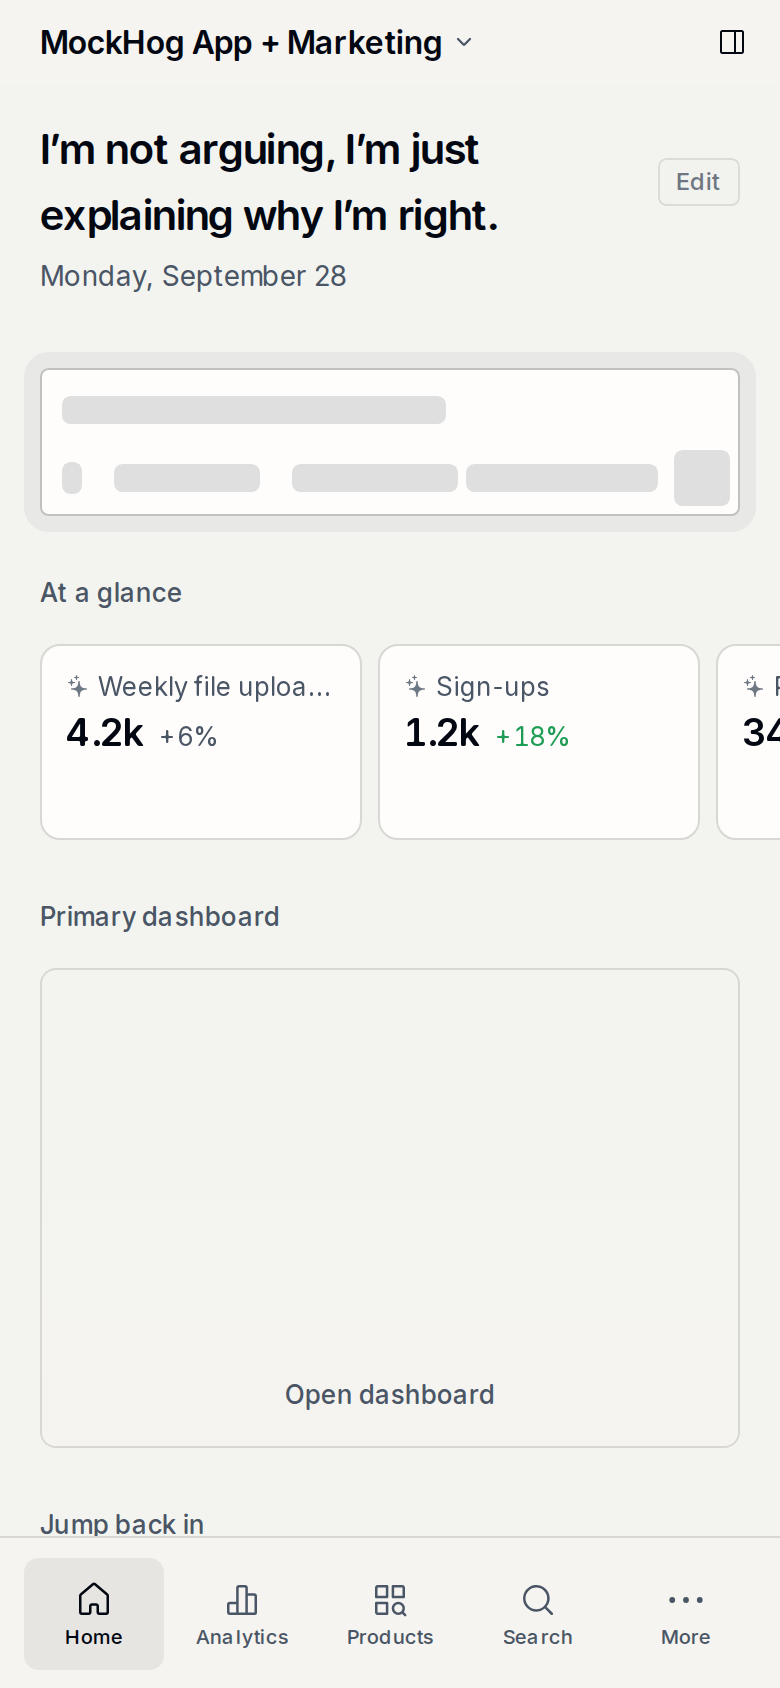 MockHog App + Marketing
I'm not arguing, I'm just
explaining why I'm right.
Edit
Monday, September 28
At a glance
Weekly file uploa...
4.2k +6%
Sign-ups
1.2k +18%
34
Primary dashboard
Open dashboard
Jump back in
Home
Analytics
Products
Search
More